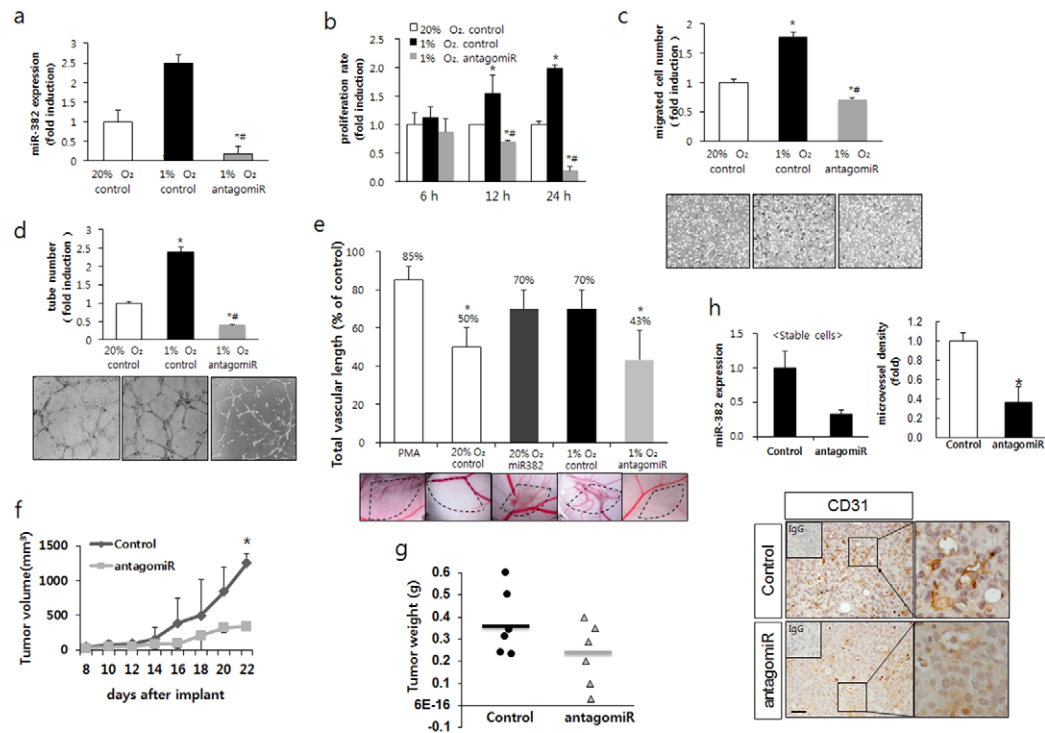 a
miR-382 expression
(fold induction)
3
2.5
2
1.5
1
0.5
0
20% O₂
control
1% O₂
control
1% O₂
antagomiR
*#
b
20% O₂. control
1% O₂. control
1% O₂. antagomiR
proliferation rate
(fold induction)
2.5
2.0
1.5
1.0
0.5
0.0
*
*#
*
*#
6 h
12 h
24 h
c
migrated cell number
( fold induction )
2
1.5
1
0.5
0
*
*#
20% O₂
control
1% O₂
control
1% O₂
antagomiR
d
tube number
( fold induction )
3
2.5
2
1.5
1
0.5
0
*
*#
20% O₂
control
1% O₂
control
1% O₂
antagomiR
e
Total vascular length (% of control)
100
80
60
40
20
0
85%
*
50%
70%
70%
*
43%
PMA
20% O₂
control
20% O₂
miR382
1% O₂
control
1% O₂
antagomiR
f
Tumor volume(mm³)
1500
1000
500
0
Control
antagomiR
*
8 10 12 14 16 18 20 22
days after implant
g
Tumor weight (g)
0.6
0.5
0.4
0.3
0.2
0.1
6E-16
-0.1
Control
antagomiR
h
<Stable cells>
miR-382 expression
1.5
1.0
0.5
0.0
Control
antagomiR
microvessel density
(fold)
1.2
1.0
0.8
0.6
0.4
0.2
0
*
Control
antagomiR
CD31
Control
IgG
antagomiR
IgG